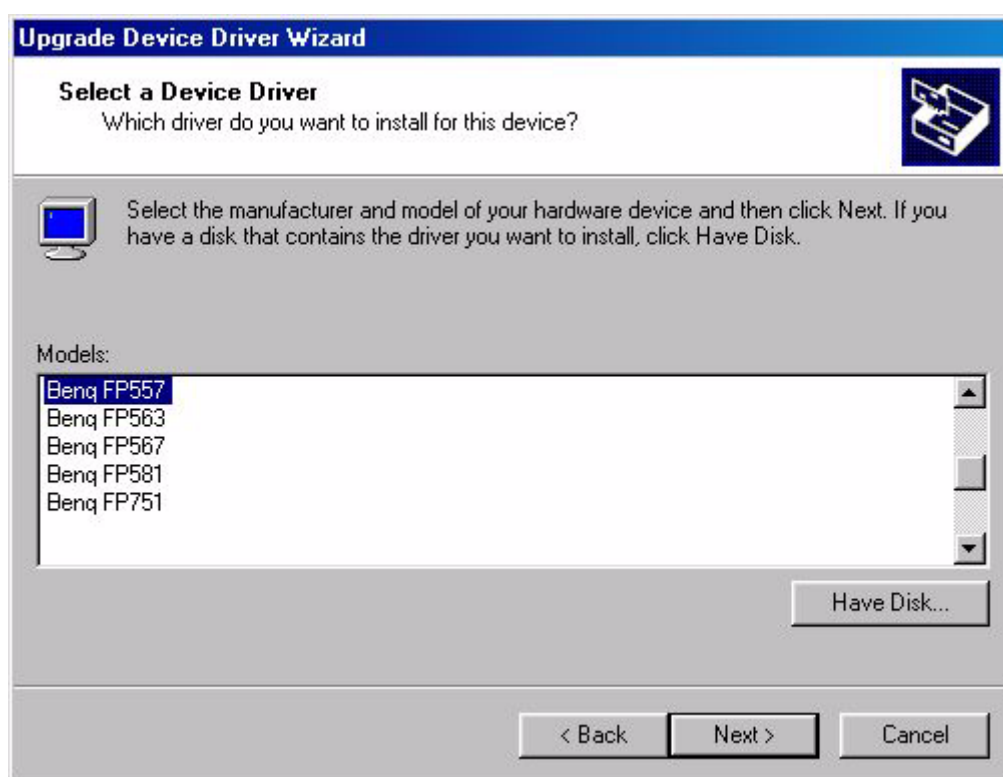 Upgrade Device Driver Wizard
Select a Device Driver
Which driver do you want to install for this device?
Select the manufacturer and model of your hardware device and then click Next. If you
have a disk that contains the driver you want to install, click Have Disk.
Models:
Benq FP557
Benq FP563
Benq FP567
Benq FP581
Benq FP751
Have Disk...
< Back Next > Cancel